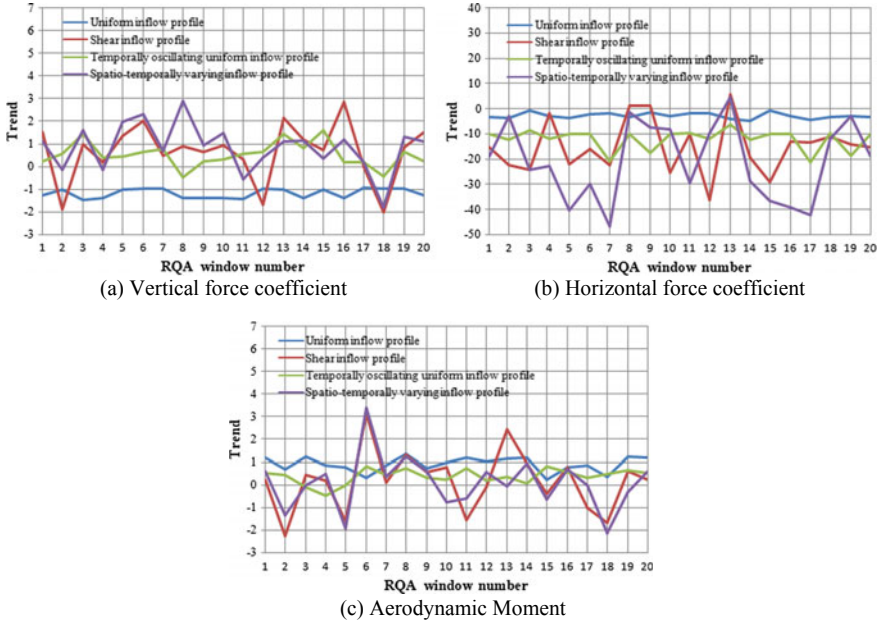 7
6
5
4
3
2
1
0
-1
-2
-3
Trend
Uniform inflow profile
Shear inflow profile
Temporally oscillating uniform inflow profile
Spatio-temporally varying inflow profile
1 2 3 4 5 6 7 8 9 10 11 12 13 14 15 16 17 18 19 20
RQA window number
(a) Vertical force coefficient
40
30
20
10
0
-10
-20
-30
-40
-50
Trend
Uniform inflow profile
Shear inflow profile
Temporally oscillating uniform inflow profile
Spatio-temporally varying inflow profile
1 2 3 4 5 6 7 8 9 10 11 12 13 14 15 16 17 18 19 20
RQA window number
(b) Horizontal force coefficient
7
6
5
4
3
2
1
0
-1
-2
-3
Trend
Uniform inflow profile
Shear inflow profile
Temporally oscillating uniform inflow profile
Spatio-temporally varying inflow profile
1 2 3 4 5 6 7 8 9 10 11 12 13 14 15 16 17 18 19 20
RQA window number
(c) Aerodynamic Moment